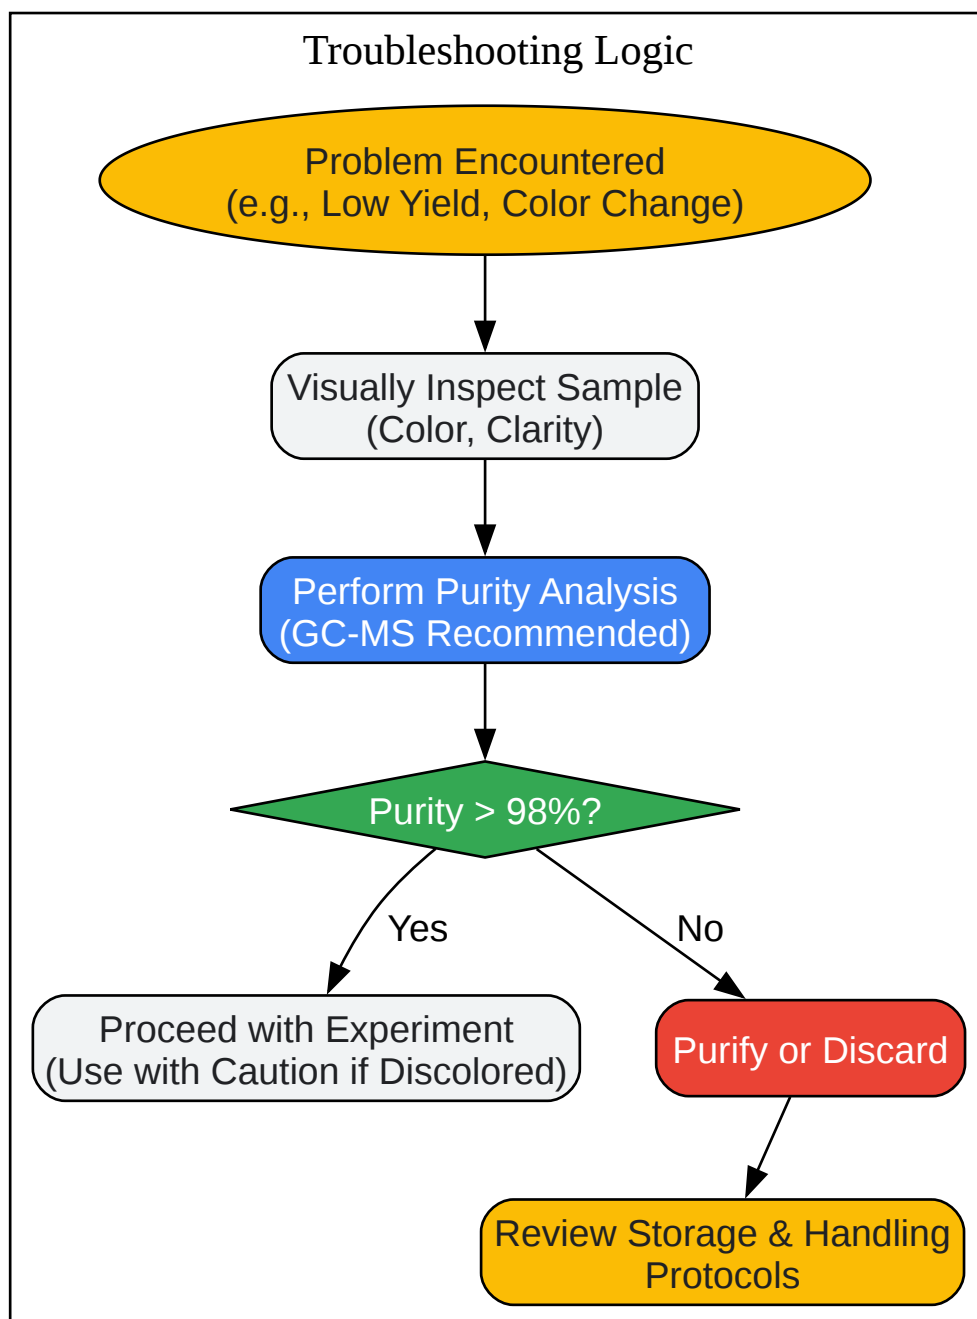 Troubleshooting Logic
Problem Encountered
(e.g., Low Yield, Color Change)
Visually Inspect Sample
(Color, Clarity)
Perform Purity Analysis
(GC-MS Recommended)
Purity > 98%?
Yes
No
Proceed with Experiment
(Use with Caution if Discolored)
Purify or Discard
Review Storage & Handling
Protocols